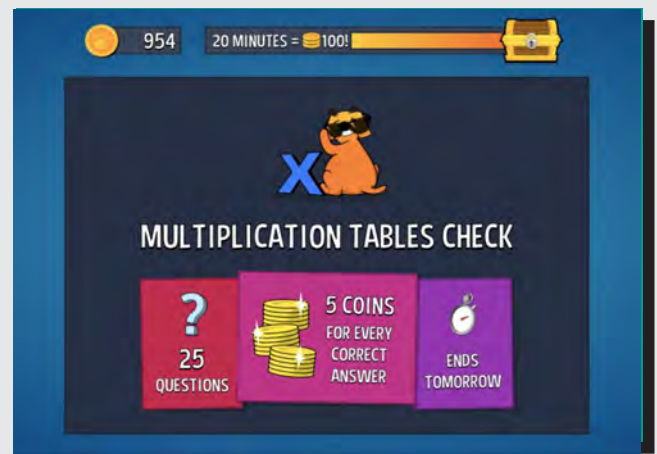 954
20 MINUTES = 100!
X
MULTIPLICATION TABLES CHECK
?
25
QUESTIONS
5 COINS
FOR EVERY
CORRECT
ANSWER
ENDS
TOMORROW